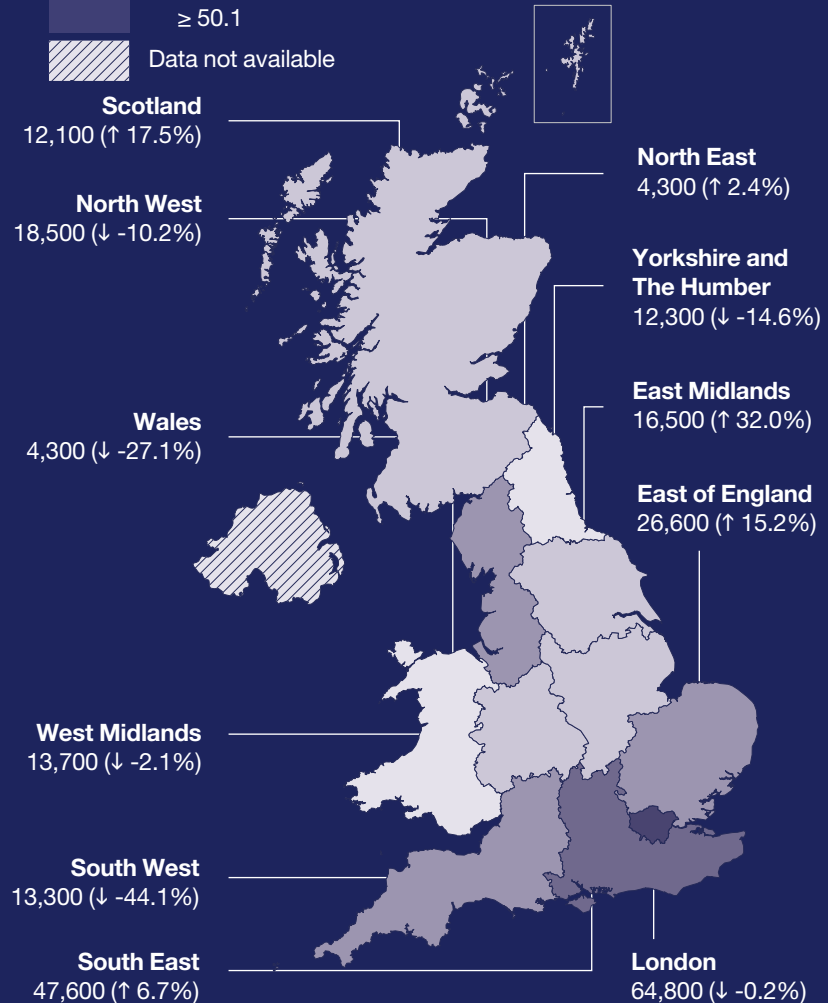 ≥ 50.1
Data not available
Scotland
12,100 (↑ 17.5%)
North West
18,500 (↓ -10.2%)
Wales
4,300 (↓ -27.1%)
West Midlands
13,700 (↓ -2.1%)
South West
13,300 (↓ -44.1%)
South East
47,600 (↑ 6.7%)
North East
4,300 (↑ 2.4%)
Yorkshire and
The Humber
12,300 (↓ -14.6%)
East Midlands
16,500 (↑ 32.0%)
East of England
26,600 (↑ 15.2%)
London
64,800 (↓ -0.2%)